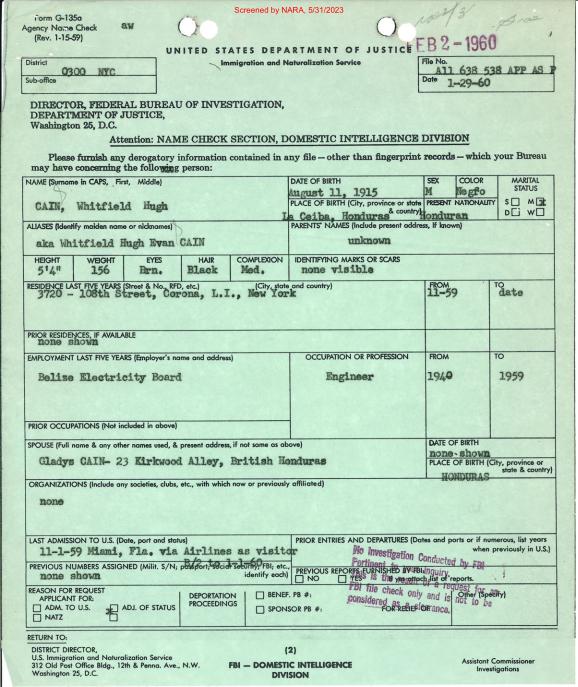 Screened by NARA, 5/31/2023
Form G-135a
Agency Name Check
(Rev. 1-15-59)
aw
FEB 2-1960
UNITED STATES DEPARTMENT OF JUSTICE
Immigration and Naturalization Service
District
0300 NYC
Sub-office
File No.
A11 638 538 APP AS P
Date 1-29-60
DIRECTOR, FEDERAL BUREAU OF INVESTIGATION,
DEPARTMENT OF JUSTICE,
Washington 25, D.C.
Attention: NAME CHECK SECTION, DOMESTIC INTELLIGENCE DIVISION
Please furnish any derogatory information contained in any file—other than fingerprint records—which your Bureau
may have concerning the following person:
NAME (Surname in CAPS, First, Middle)
CAIN, Whitfield Hugh
DATE OF BIRTH
August 11, 1915
SEX
M
COLOR
Negro
MARITAL STATUS
S M D W
PLACE OF BIRTH (City, province or state & country)
La Ceiba, Honduras
PRESENT NATIONALITY
Honduran
ALIASES (Identify maiden name or nicknames)
aka Whitfield Hugh Evan CAIN
PARENTS' NAMES (Include present address, if known)
unknown
HEIGHT WEIGHT EYES HAIR COMPLEXION
5'4" 156 Brn. Black Med.
IDENTIFYING MARKS OR SCARS
none visible
RESIDENCE LAST FIVE YEARS (Street & No., RFD, etc.) (City, state and country)
3720 - 108th Street, Corona, L.I., New York
FROM TO
11-59 date
PRIOR RESIDENCES, IF AVAILABLE
none shown
EMPLOYMENT LAST FIVE YEARS (Employer's name and address)
Belize Electricity Board
OCCUPATION OR PROFESSION
Engineer
FROM TO
1940 1959
PRIOR OCCUPATIONS (Not included in above)
SPOUSE (Full name & any other names used, & present address, if not some as above)
Gladys CAIN- 23 Kirkwood Alley, British Honduras
DATE OF BIRTH
none shown
PLACE OF BIRTH (City, province or state & country)
HONDURAS
ORGANIZATIONS (Include any societies, clubs, etc., with which now or previously affiliated)
none
LAST ADMISSION TO U.S. (Date, port and status)
11-1-59 Miami, Fla. via Airlines as visitor
B/2 to 1-1-60
PRIOR ENTRIES AND DEPARTURES (Dates and ports or if numerous, list years when previously in U.S.)
No Investigation Conducted by FBI
Pertinent to your inquiry.
This is the result of a request for an
FBI file check only and is not to be
considered as a clearance.
PREVIOUS NUMBERS ASSIGNED (Milit. S/N; passport, social security, FBI; etc., identify each)
none shown
PREVIOUS REPORTS FURNISHED BY FBI
NO YES attach list of reports.
REASON FOR REQUEST
APPLICANT FOR:
ADM. TO U.S. ADJ. OF STATUS
NATZ
DEPORTATION PROCEEDINGS
BENEF. PB #:
SPONSOR PB #:
FOR RELIEF OR
Other (Specify)
RETURN TO:
DISTRICT DIRECTOR,
U.S. Immigration and Naturalization Service
312 Old Post Office Bldg., 12th & Penna. Ave., N.W.
Washington 25, D.C.
(2)
FBI — DOMESTIC INTELLIGENCE
DIVISION
Assistant Commissioner
Investigations